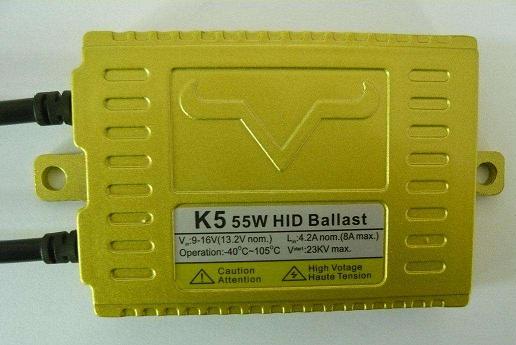 K5 55W HID Ballast
Vin:9-16V(13.2V nom.) Iin:4.2A nom.(8A max.)
Operation:-40°C~105°C Vstart:23KV max.
Caution High Votage
Attention Haute Tension